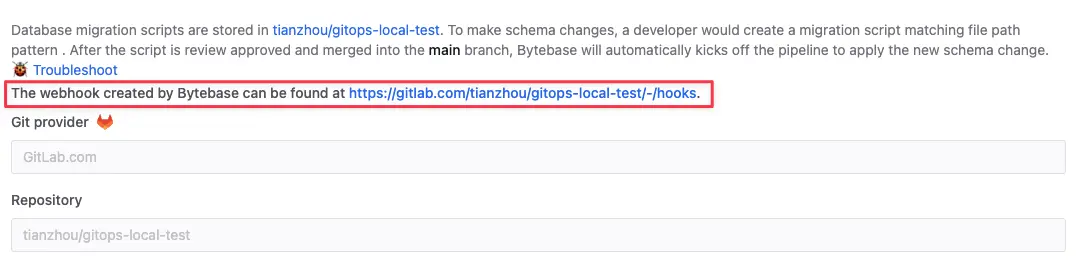 Database migration scripts are stored in tianzhou/gitops-local-test. To make schema changes, a developer would create a migration script matching file path
pattern . After the script is review approved and merged into the main branch, Bytebase will automatically kicks off the pipeline to apply the new schema change.
Troubleshoot
The webhook created by Bytebase can be found at https://gitlab.com/tianzhou/gitops-local-test/-/hooks.
Git provider
GitLab.com
Repository
tianzhou/gitops-local-test